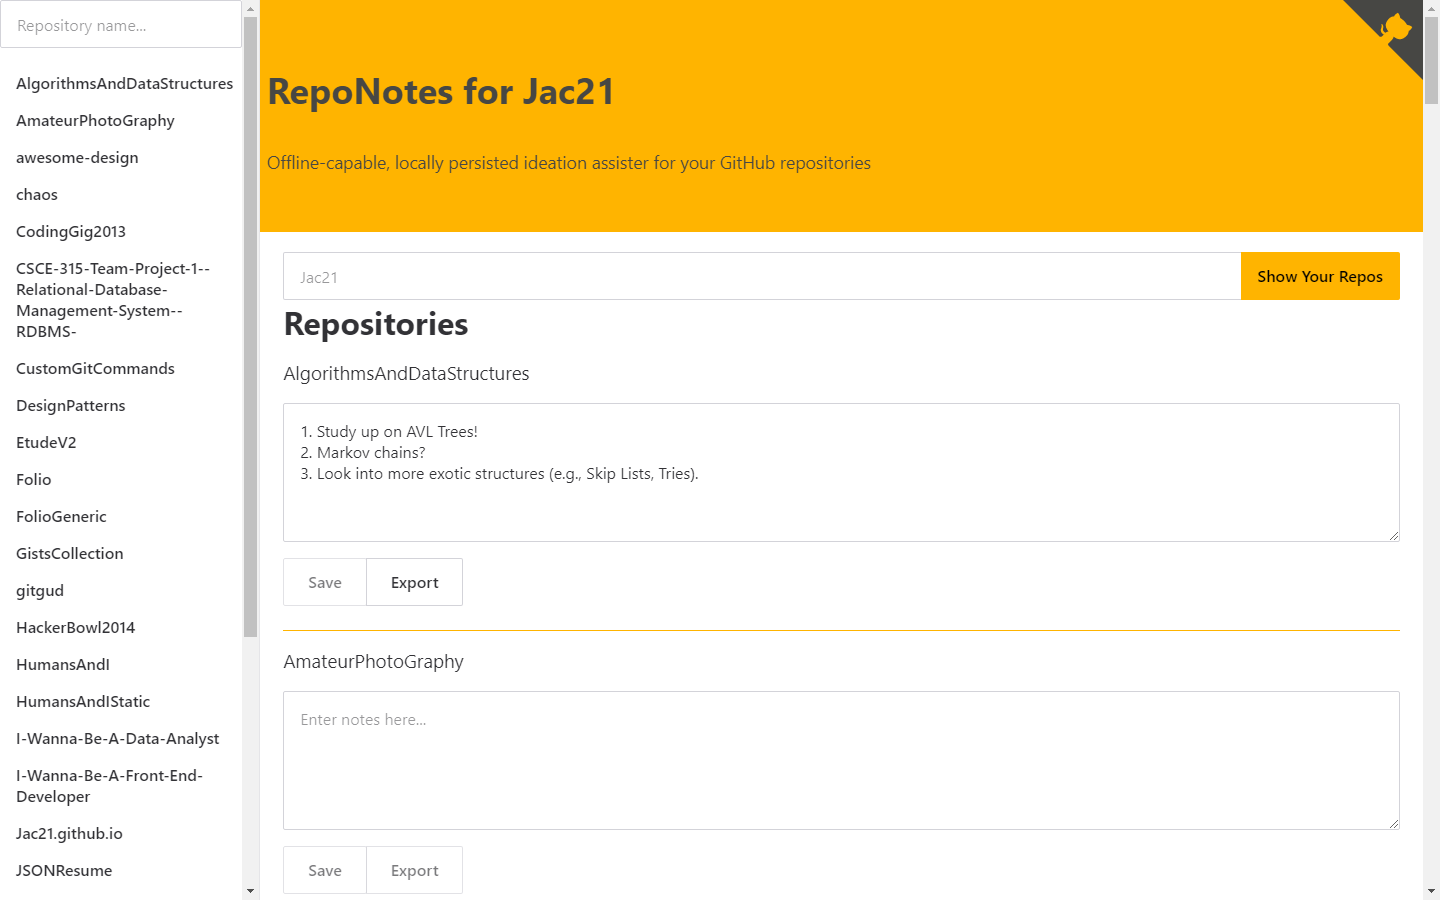 Repository name...
AlgorithmsAndDataStructures
AmateurPhotoGraphy
awesome-design
chaos
CodingGig2013
CSCE-315-Team-Project-1--
Relational-Database-
Management-System--
RDBMS-
CustomGitCommands
DesignPatterns
EtudeV2
Folio
FolioGeneric
GistsCollection
gitgud
HackerBowl2014
HumansAndI
HumansAndIStatic
I-Wanna-Be-A-Data-Analyst
I-Wanna-Be-A-Front-End-
Developer
Jac21.github.io
JSONResume
RepoNotes for Jac21
Offline-capable, locally persisted ideation assister for your GitHub repositories
Jac21
Show Your Repos
Repositories
AlgorithmsAndDataStructures
1. Study up on AVL Trees!
2. Markov chains?
3. Look into more exotic structures (e.g., Skip Lists, Tries).
Save
Export
AmateurPhotoGraphy
Enter notes here...
Save
Export